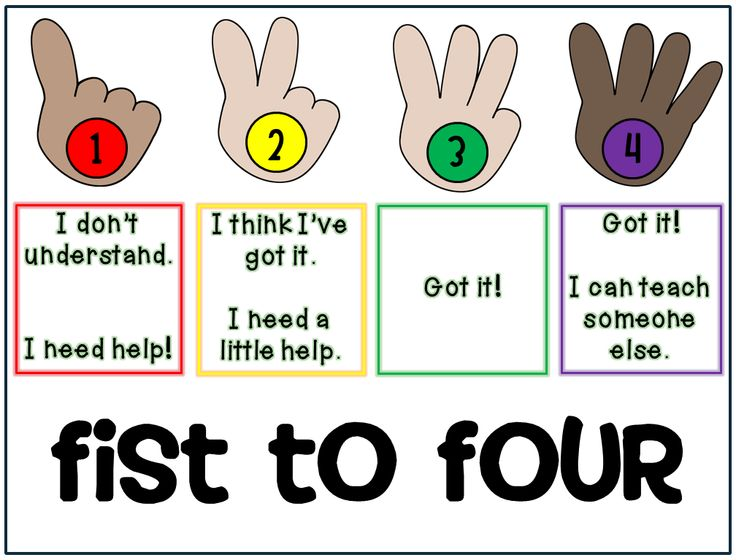 1
2
3
4
I don't
understand.
I need help!
I think I've
got it.
I need a
little help.
Got it!
Got it!
I can teach
someone
else.
fiST TO fOUR